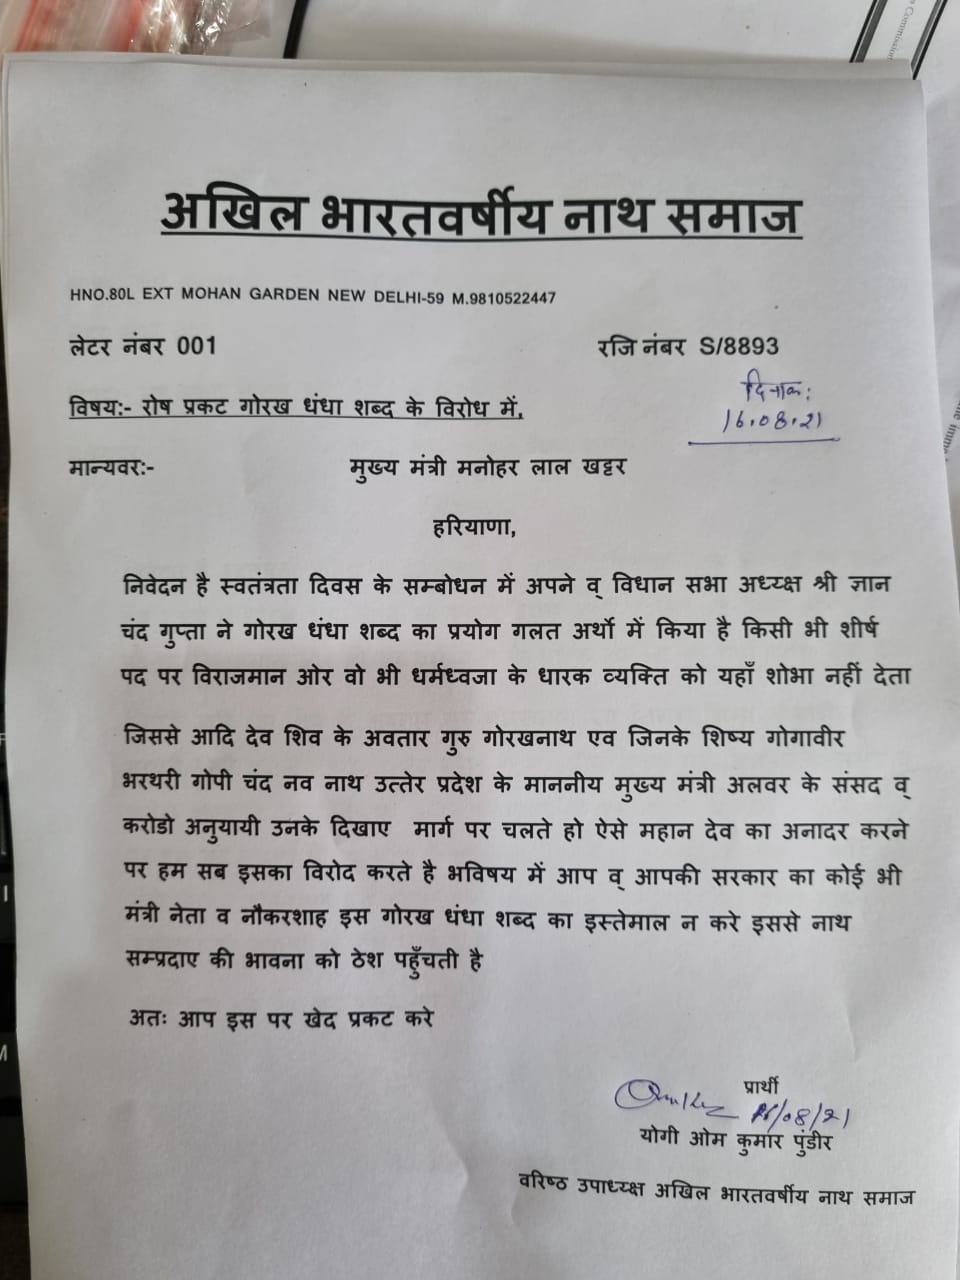 अखिल भारतवर्षीय नाथ समाज
HNO.80L EXT MOHAN GARDEN NEW DELHI-59 M.9810522447
लेटर नंबर 001 रजि नंबर S/8893
दिनांक:
विषय:- रोष प्रकट गोरख धंधा शब्द के विरोध में,
16.08.21
मान्यवर:- मुख्य मंत्री मनोहर लाल खट्टर
हरियाणा,
निवेदन है स्वतंत्रता दिवस के सम्बोधन में अपने व् विधान सभा अध्य्क्ष श्री ज्ञान
चंद गुप्ता ने गोरख धंधा शब्द का प्रयोग गलत अर्थो में किया है किसी भी शीर्ष
पद पर विराजमान ओर वो भी धर्मध्वजा के धारक व्यक्ति को यहाँ शोभा नहीं देता
जिससे आदि देव शिव के अवतार गुरु गोरखनाथ एव जिनके शिष्य गोगावीर
भरथरी गोपी चंद नव नाथ उत्तेर प्रदेश के माननीय मुख्य मंत्री अलवर के संसद व्
करोडो अनुयायी उनके दिखाए मार्ग पर चलते हो ऐसे महान देव का अनादर करने
पर हम सब इसका विरोद करते है भविषय में आप व् आपकी सरकार का कोई भी
मंत्री नेता व नौकरशाह इस गोरख धंधा शब्द का इस्तेमाल न करे इससे नाथ
सम्प्रदाए की भावना को ठेश पहुँचती है
अतः आप इस पर खेद प्रकट करे
प्रार्थी
16/08/21
योगी ओम कुमार पुंडीर
वरिष्ठ उपाध्य्क्ष अखिल भारतवर्षीय नाथ समाज